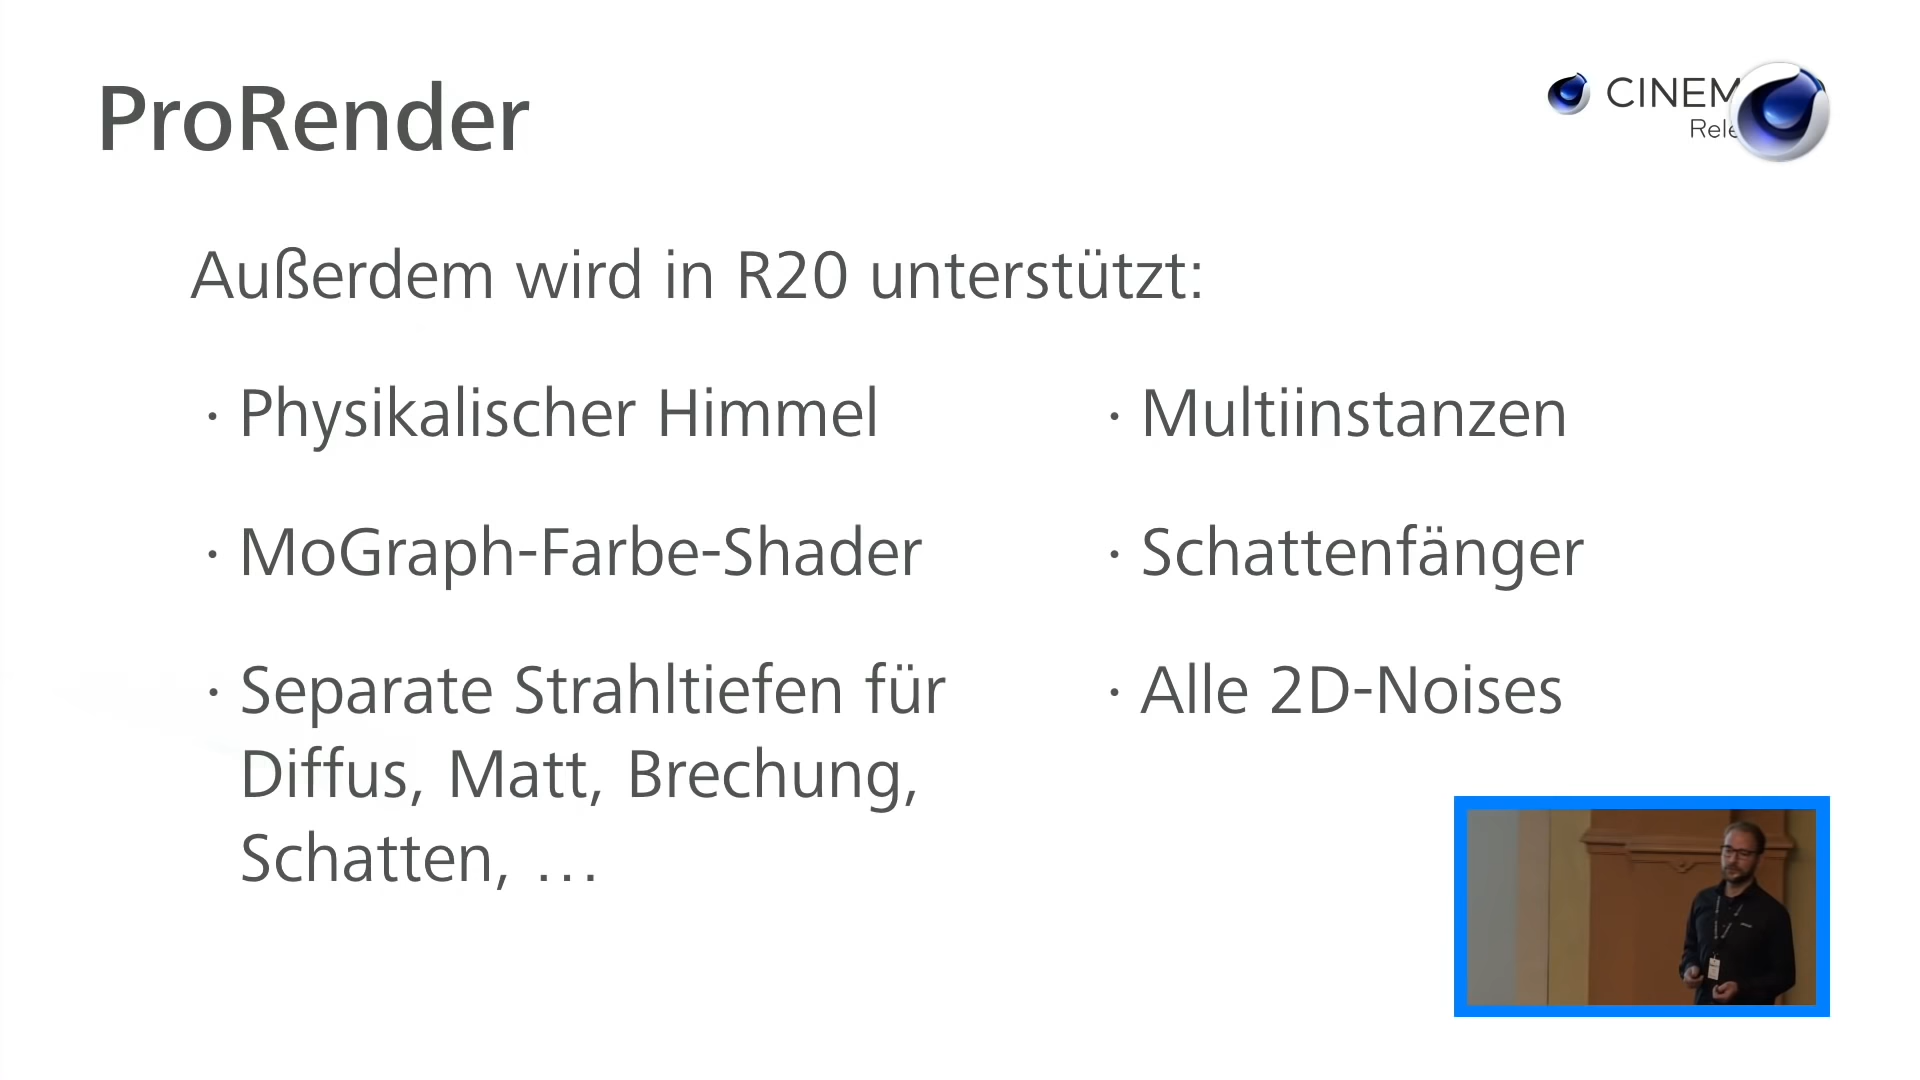 ProRender
CINEM
Rele
Außerdem wird in R20 unterstützt:
· Physikalischer Himmel
· MoGraph-Farbe-Shader
· Separate Strahltiefen für
Diffus, Matt, Brechung,
Schatten, …
· Multiinstanzen
· Schattenfänger
· Alle 2D-Noises